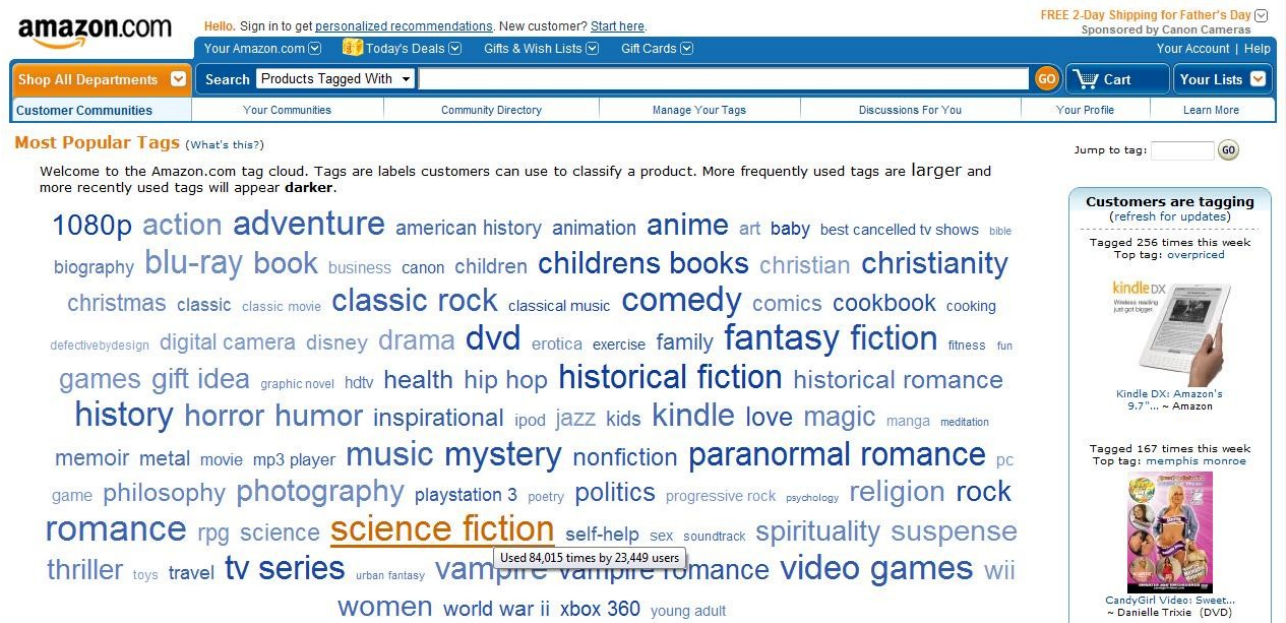 amazon.com
Hello. Sign in to get personalized recommendations. New customer? Start here.
FREE 2-Day Shipping for Father's Day
Sponsored by Canon Cameras
Your Amazon.com Today's Deals Gifts & Wish Lists Gift Cards Your Account | Help
Shop All Departments Search Products Tagged With GO Cart Your Lists
Customer Communities Your Communities Community Directory Manage Your Tags Discussions For You Your Profile Learn More
Most Popular Tags (What's this?)
Welcome to the Amazon.com tag cloud. Tags are labels customers can use to classify a product. More frequently used tags are larger and
more recently used tags will appear darker.
1080p action adventure american history animation anime art baby best cancelled tv shows bible
biography blu-ray book business canon children childrens books christian christianity
christmas classic classic movie classic rock classical music comedy comics cookbook cooking
defectivebydesign digital camera disney drama dvd erotica exercise family fantasy fiction fitness fun
games gift idea graphic novel hdtv health hip hop historical fiction historical romance
history horror humor inspirational ipod jazz kids kindle love magic manga meditation
memoir metal movie mp3 player music mystery nonfiction paranormal romance pc
game philosophy photography playstation 3 poetry politics progressive rock psychology religion rock
romance rpg science science fiction self-help sex soundtrack spirituality suspense
Used 84,015 times by 23,449 users
thriller toys travel tv series urban fantasy vampire vampire romance video games wii
women world war ii xbox 360 young adult
Jump to tag: GO
Customers are tagging
(refresh for updates)
Tagged 256 times this week
Top tag: overpriced
kindle DX
Wireless reading
just got bigger.
Kindle DX: Amazon's
9.7"... ~ Amazon
Tagged 167 times this week
Top tag: memphis monroe
CandyGirl Video: Sweet...
~ Danielle Trixie (DVD)